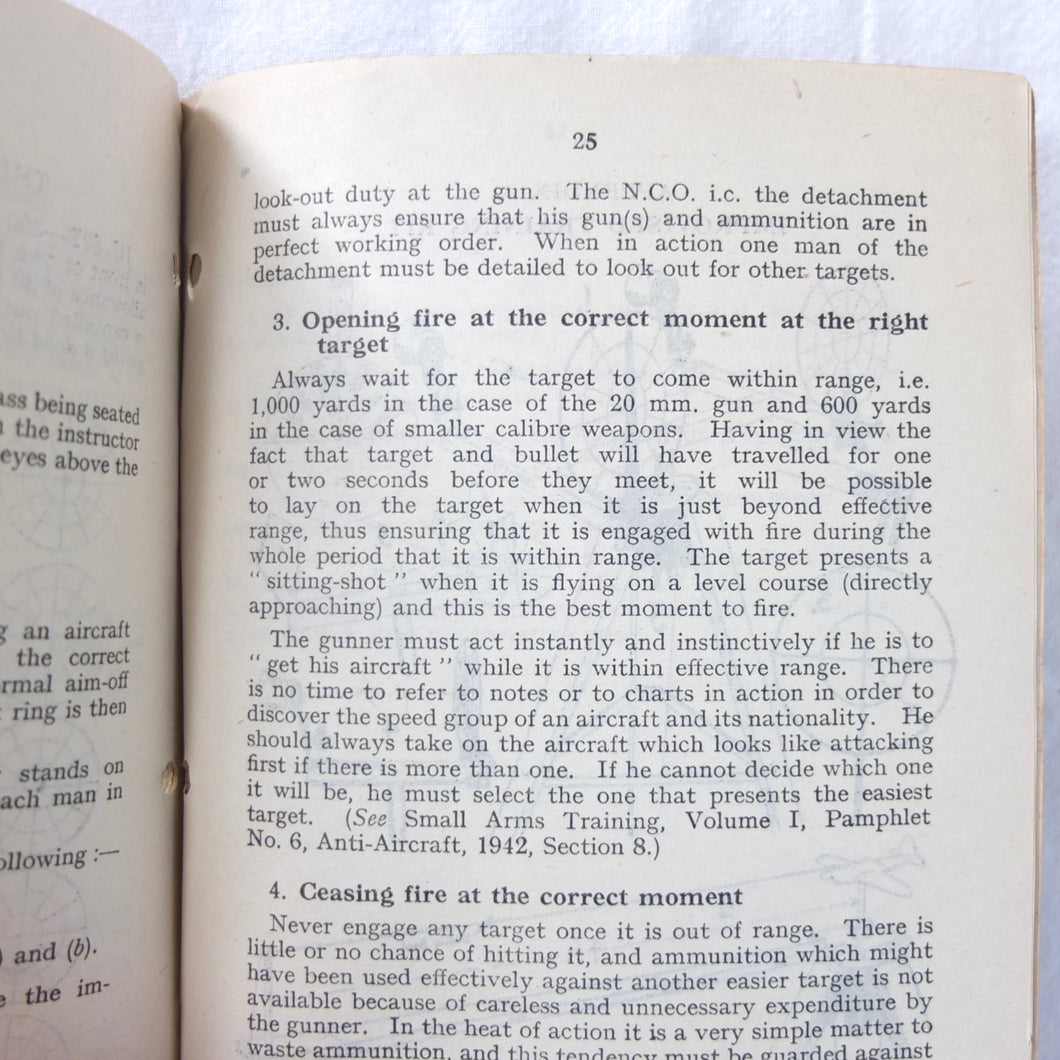 ass being seated
the instructor
eyes above the
an aircraft
the correct
rmal aim-off
ring is then
stands on
ach man in
ollowing :—
) and (b).
the im-
25
look-out duty at the gun. The N.C.O. i.c. the detachment
must always ensure that his gun(s) and ammunition are in
perfect working order. When in action one man of the
detachment must be detailed to look out for other targets.
3. Opening fire at the correct moment at the right
target
Always wait for the target to come within range, i.e.
1,000 yards in the case of the 20 mm. gun and 600 yards
in the case of smaller calibre weapons. Having in view the
fact that target and bullet will have travelled for one
or two seconds before they meet, it will be possible
to lay on the target when it is just beyond effective
range, thus ensuring that it is engaged with fire during the
whole period that it is within range. The target presents a
“ sitting-shot ” when it is flying on a level course (directly
approaching) and this is the best moment to fire.
The gunner must act instantly and instinctively if he is to
“ get his aircraft ” while it is within effective range. There
is no time to refer to notes or to charts in action in order to
discover the speed group of an aircraft and its nationality. He
should always take on the aircraft which looks like attacking
first if there is more than one. If he cannot decide which one
it will be, he must select the one that presents the easiest
target. (See Small Arms Training, Volume I, Pamphlet
No. 6, Anti-Aircraft, 1942, Section 8.)
4. Ceasing fire at the correct moment
Never engage any target once it is out of range. There is
little or no chance of hitting it, and ammunition which might
have been used effectively against another easier target is not
available because of careless and unnecessary expenditure by
the gunner. In the heat of action it is a very simple matter to
waste ammunition, and this tendency must be guarded against